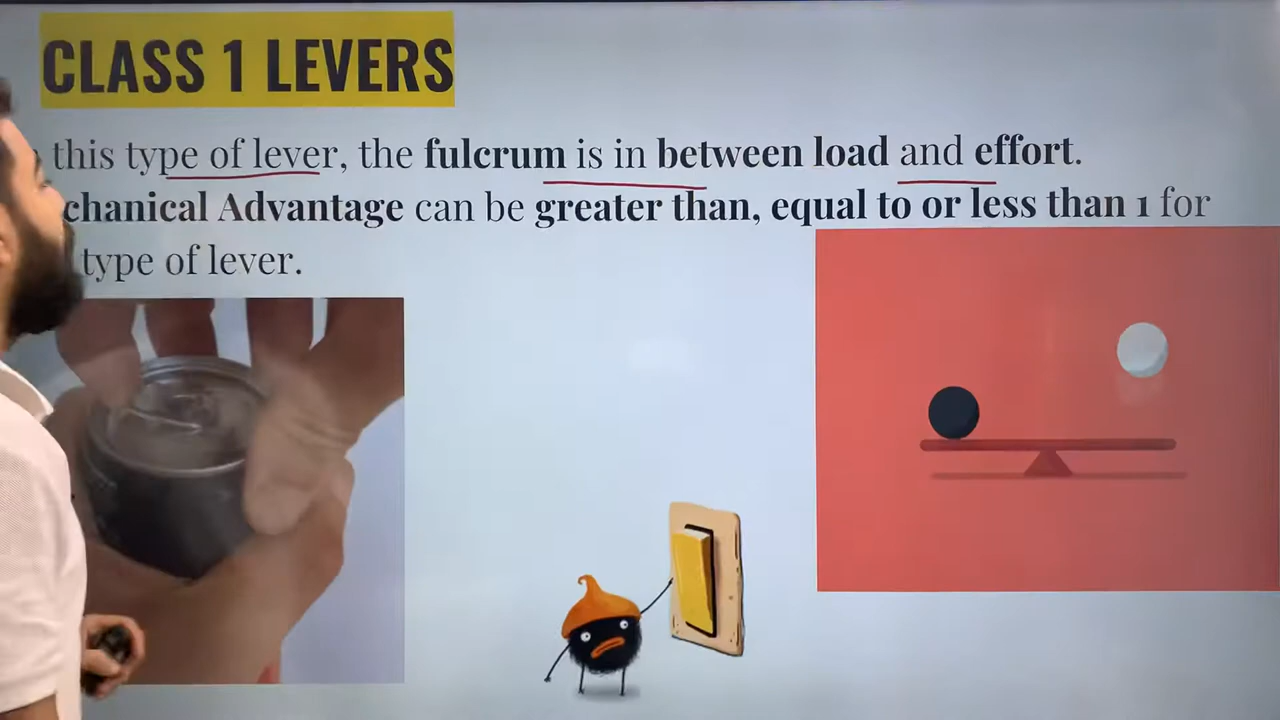 CLASS 1 LEVERS
this type of lever, the fulcrum is in between load and effort.
chanical Advantage can be greater than, equal to or less than 1 for
type of lever.